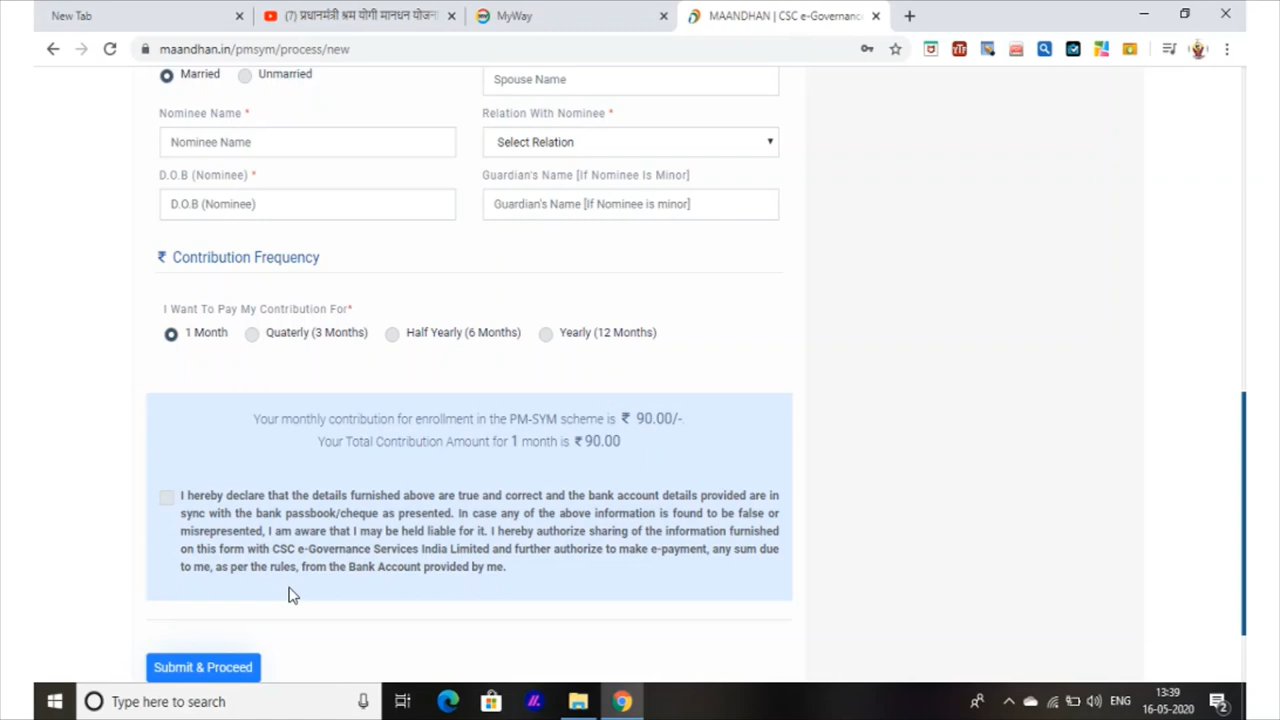 New Tab
(7) प्रधानमंत्री श्रम योगी मानधन योजन
MyWay
MAANDHAN | CSC e-Governance
maandhan.in/pmsym/process/new
Married
Unmarried
Spouse Name
Nominee Name *
Relation With Nominee *
Nominee Name
Select Relation
D.O.B (Nominee) *
Guardian's Name [If Nominee Is Minor]
D.O.B (Nominee)
Guardian's Name [If Nominee is minor]
₹ Contribution Frequency
I Want To Pay My Contribution For*
1 Month
Quaterly (3 Months)
Half Yearly (6 Months)
Yearly (12 Months)
Your monthly contribution for enrollment in the PM-SYM scheme is ₹ 90.00/-.
Your Total Contribution Amount for 1 month is ₹ 90.00
I hereby declare that the details furnished above are true and correct and the bank account details provided are in
sync with the bank passbook/cheque as presented. In case any of the above information is found to be false or
misrepresented, I am aware that I may be held liable for it. I hereby authorize sharing of the information furnished
on this form with CSC e-Governance Services India Limited and further authorize to make e-payment, any sum due
to me, as per the rules, from the Bank Account provided by me.
Submit & Proceed
Type here to search
ENG
13:39
16-05-2020
2